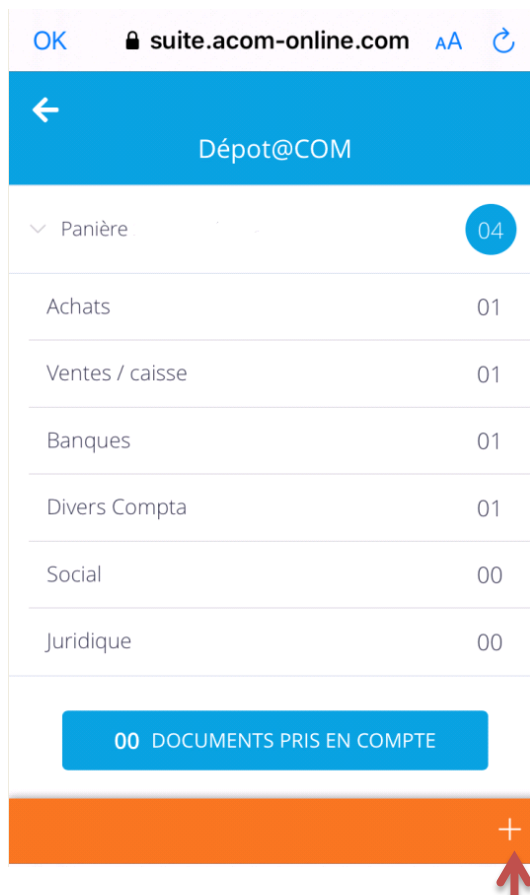 OK suite.acom-online.com AA
Dépot@COM
Panière 04
Achats 01
Ventes / caisse 01
Banques 01
Divers Compta 01
Social 00
Juridique 00
00 DOCUMENTS PRIS EN COMPTE
+